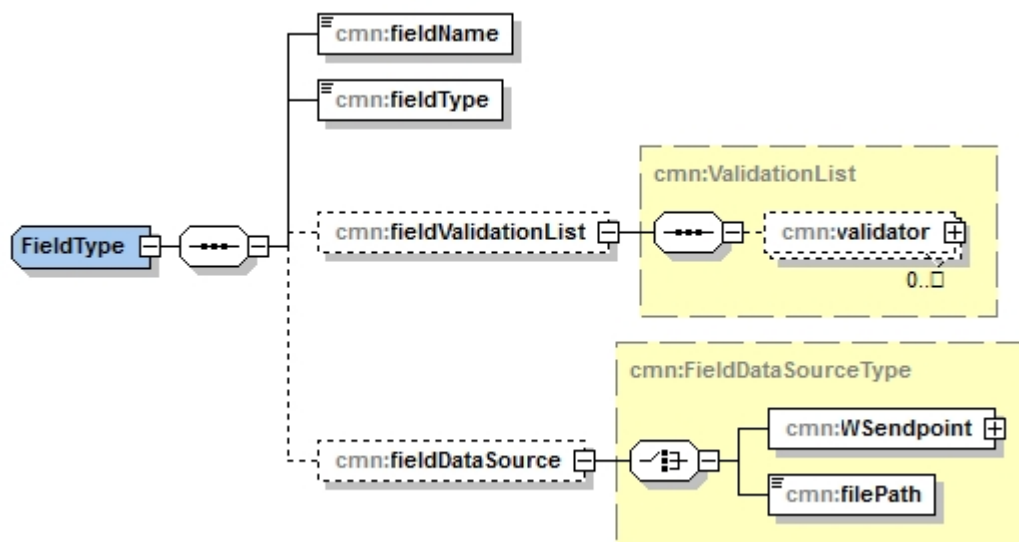 cmn:fieldName
cmn:fieldType
cmn:ValidationList
FieldType
cmn:fieldValidationList
cmn:validator
0..□
cmn:FieldDataSourceType
cmn:WSendpoint
cmn:fieldDataSource
cmn:filePath